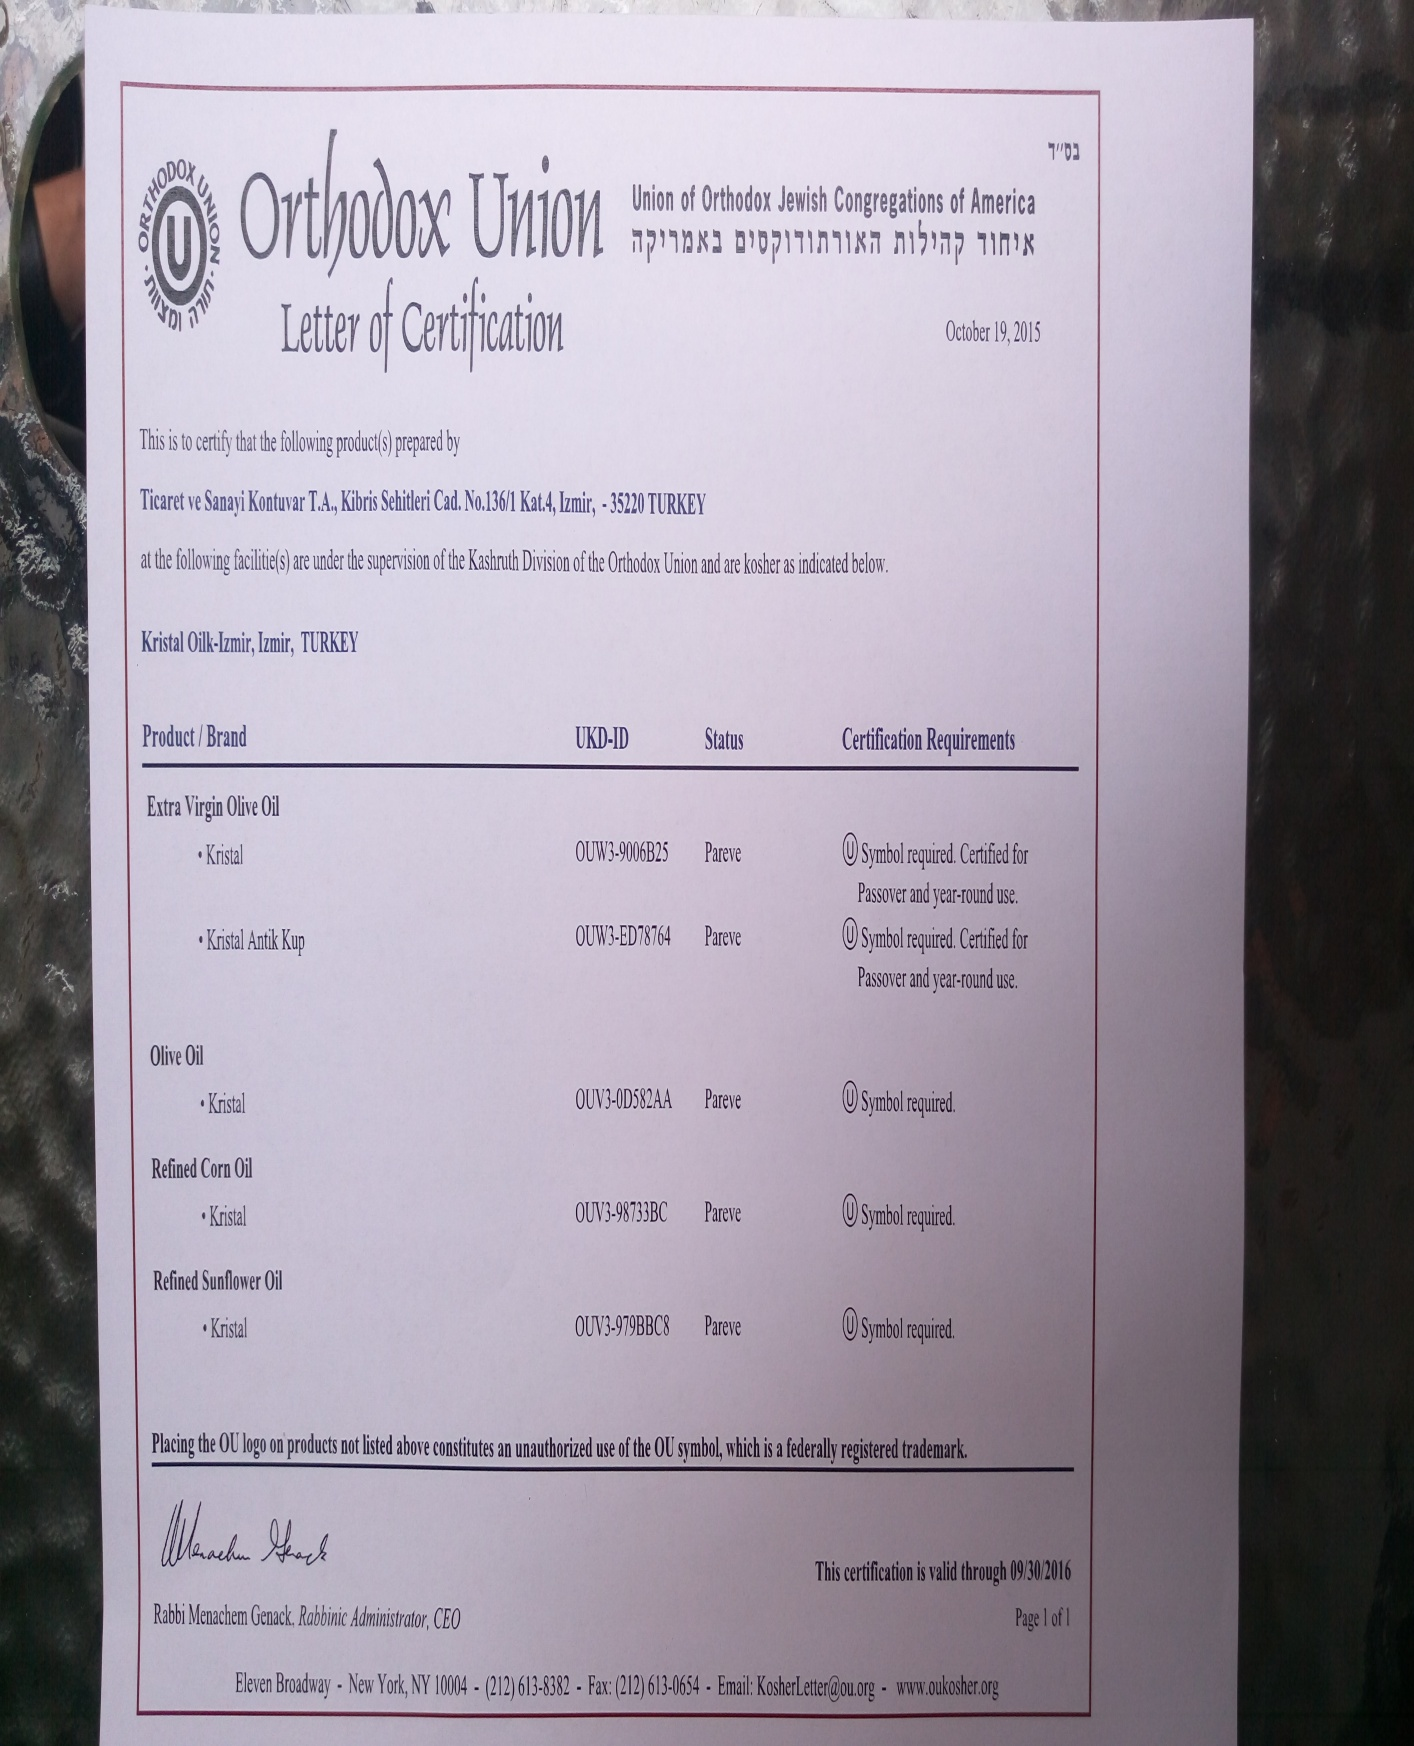 בס״ד
ORTHODOX UNION
U
תורה ומצוות
Orthodox Union
Union of Orthodox Jewish Congregations of America
איחוד קהילות האורתודוקסים באמריקה
Letter of Certification
October 19, 2015
This is to certify that the following product(s) prepared by
Ticaret ve Sanayi Kontuvar T.A., Kibris Sehitleri Cad. No.136/1 Kat.4, Izmir, - 35220 TURKEY
at the following facilitie(s) are under the supervision of the Kashruth Division of the Orthodox Union and are kosher as indicated below.
Kristal Oilk-Izmir, Izmir, TURKEY
Product / Brand UKD-ID Status Certification Requirements
Extra Virgin Olive Oil
• Kristal OUW3-9006B25 Pareve Ⓤ Symbol required. Certified for
Passover and year-round use.
• Kristal Antik Kup OUW3-ED78764 Pareve Ⓤ Symbol required. Certified for
Passover and year-round use.
Olive Oil
• Kristal OUV3-0D582AA Pareve Ⓤ Symbol required.
Refined Corn Oil
• Kristal OUV3-98733BC Pareve Ⓤ Symbol required.
Refined Sunflower Oil
• Kristal OUV3-979BBC8 Pareve Ⓤ Symbol required.
Placing the OU logo on products not listed above constitutes an unauthorized use of the OU symbol, which is a federally registered trademark.
Menachem Genack
This certification is valid through 09/30/2016
Rabbi Menachem Genack, Rabbinic Administrator, CEO
Page 1 of 1
Eleven Broadway - New York, NY 10004 - (212) 613-8382 - Fax: (212) 613-0654 - Email: KosherLetter@ou.org - www.oukosher.org